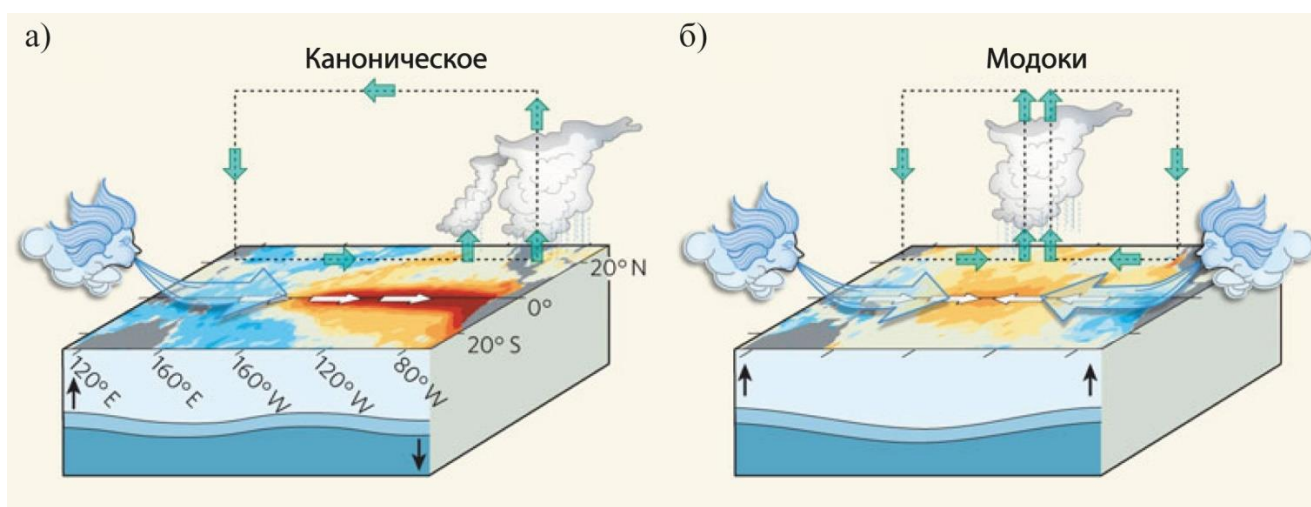 а)
Каноническое
20° N
0°
20° S
120° E
160° E
160° W
120° W
80° W
б)
Модоки